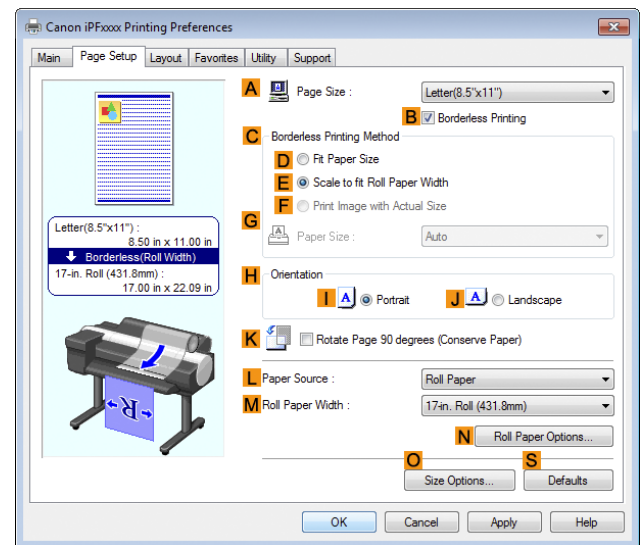 Canon iPFxxxx Printing Preferences
Main Page Setup Layout Favorites Utility Support
A Page Size : Letter(8.5"x11")
B Borderless Printing
C Borderless Printing Method
D Fit Paper Size
E Scale to fit Roll Paper Width
F Print Image with Actual Size
G Paper Size : Auto
Letter(8.5"x11") :
8.50 in x 11.00 in
Borderless(Roll Width)
17-in. Roll (431.8mm) :
17.00 in x 22.09 in
R
H Orientation
I A Portrait J A Landscape
K Rotate Page 90 degrees (Conserve Paper)
L Paper Source : Roll Paper
M Roll Paper Width : 17-in. Roll (431.8mm)
N Roll Paper Options...
O S
Size Options... Defaults
OK Cancel Apply Help